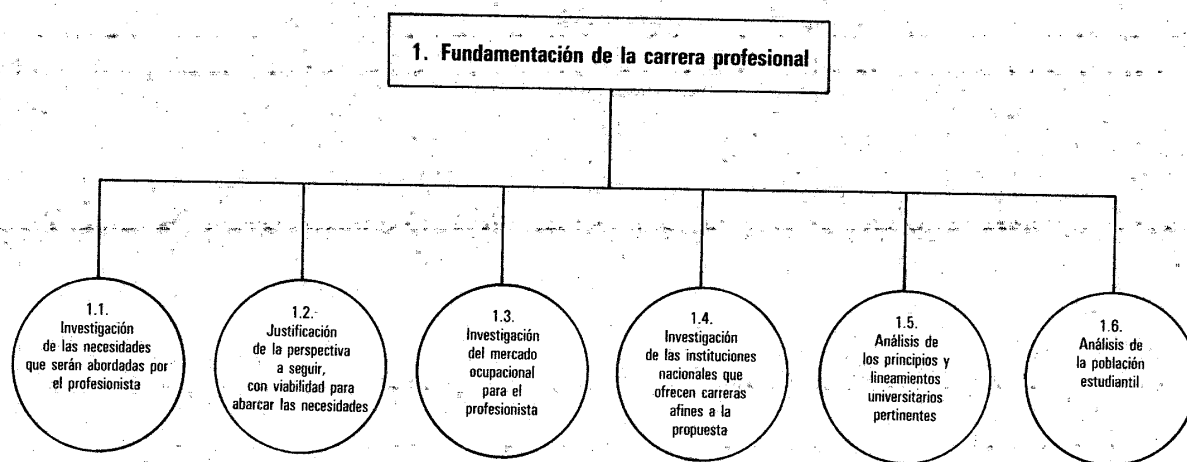 1. Fundamentación de la carrera profesional
1.1.
Investigación
de las necesidades
que serán abordadas por
el profesionista
1.2.
Justificación
de la perspectiva
a seguir,
con viabilidad para
abarcar las necesidades
1.3.
Investigación
del mercado
ocupacional
para el
profesionista
1.4.
Investigación
de las instituciones
nacionales que
ofrecen carreras
afines a la
propuesta
1.5.
Análisis de
los principios y
lineamientos
universitarios
pertinentes
1.6.
Análisis de
la población
estudiantil